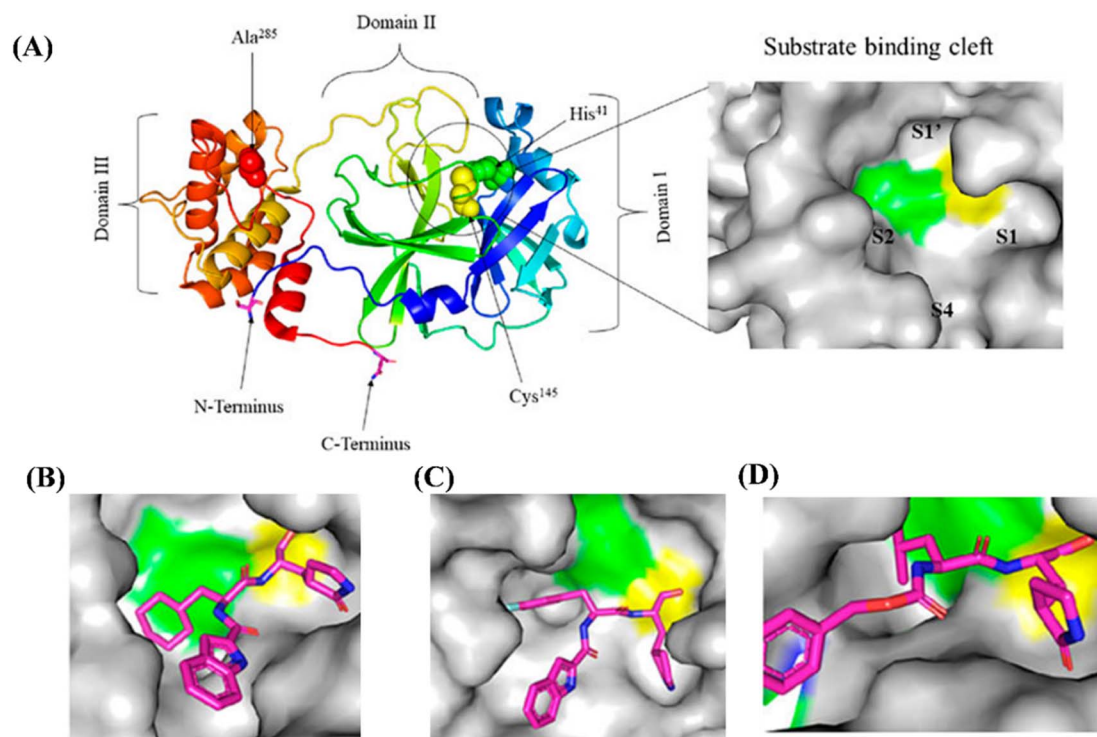 (A)
Ala²⁸⁵
Domain II
His⁴¹
Domain III
Domain I
N-Terminus
C-Terminus
Cys¹⁴⁵
Substrate binding cleft
S1'
S2
S1
S4
(B)
(C)
(D)